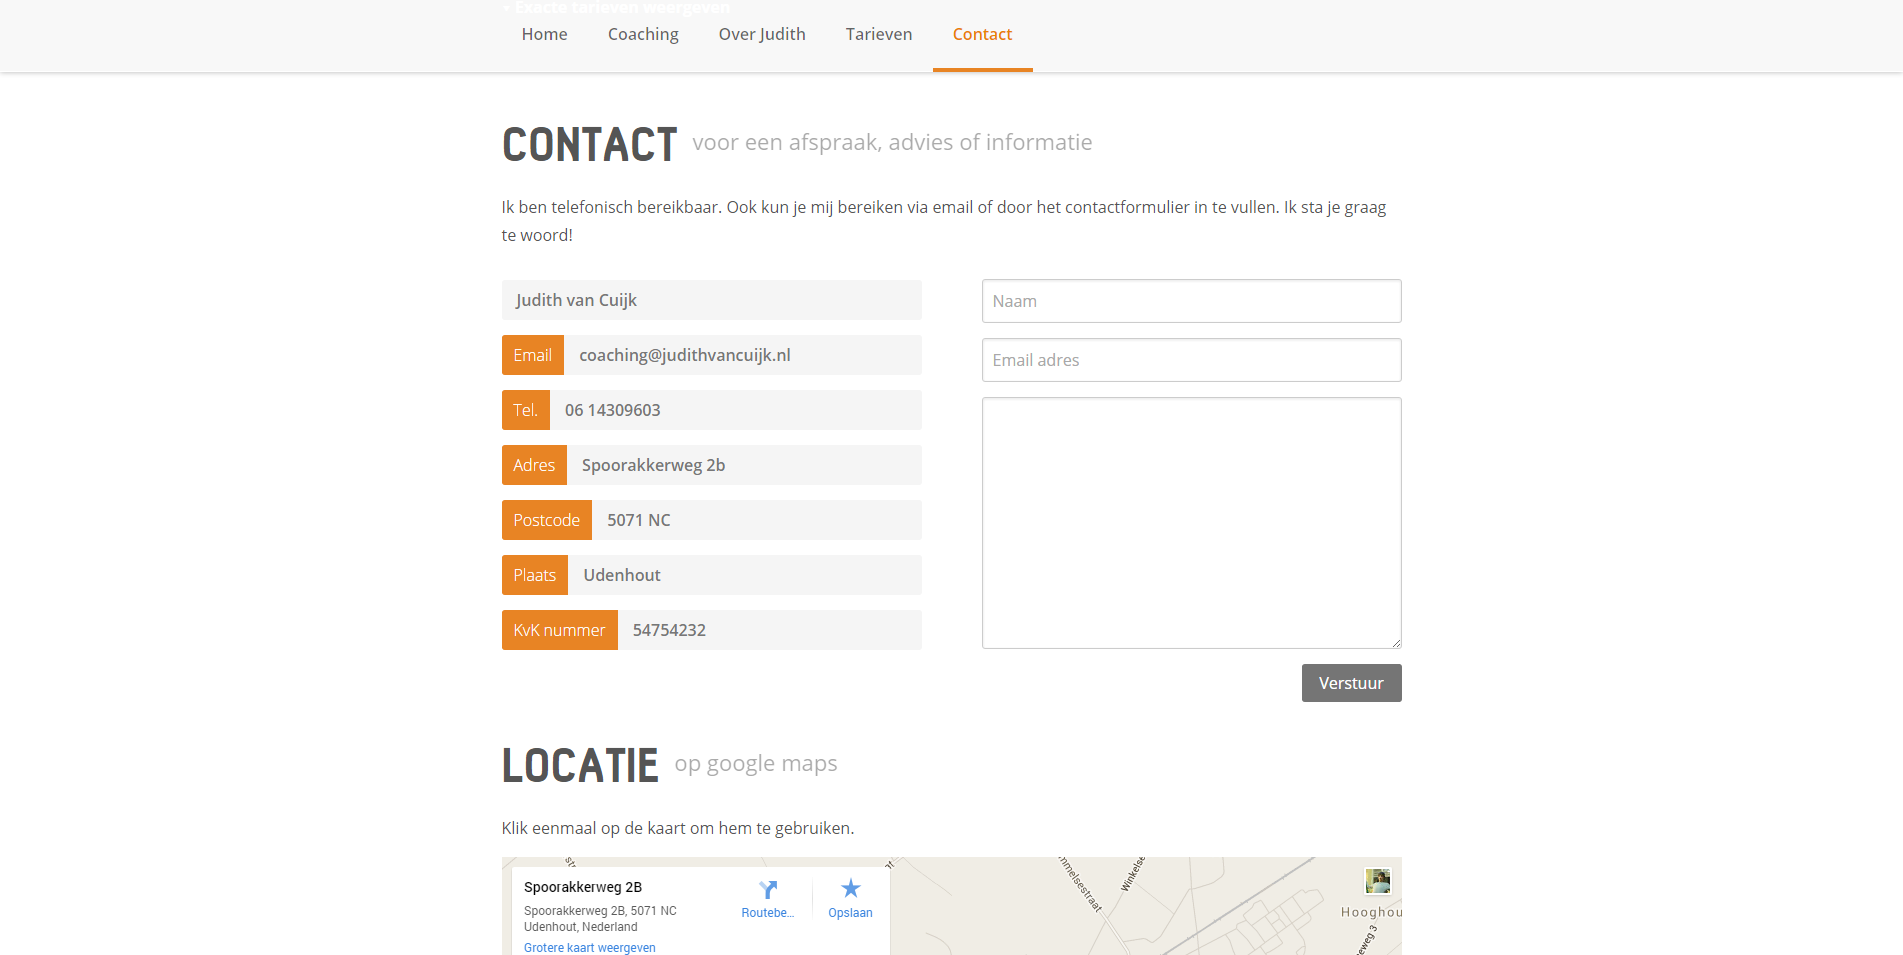 Exacte tarieven weergeven
Home Coaching Over Judith Tarieven Contact
CONTACT voor een afspraak, advies of informatie
Ik ben telefonisch bereikbaar. Ook kun je mij bereiken via email of door het contactformulier in te vullen. Ik sta je graag
te woord!
Judith van Cuijk
Email coaching@judithvancuijk.nl
Tel. 06 14309603
Adres Spoorakkerweg 2b
Postcode 5071 NC
Plaats Udenhout
KvK nummer 54754232
Naam
Email adres
Verstuur
LOCATIE op google maps
Klik eenmaal op de kaart om hem te gebruiken.
Spoorakkerweg 2B
Spoorakkerweg 2B, 5071 NC
Udenhout, Nederland
Grotere kaart weergeven
Routebe...
Opslaan
mmelsestraat
Winkelse
Hooghou
eweg 3